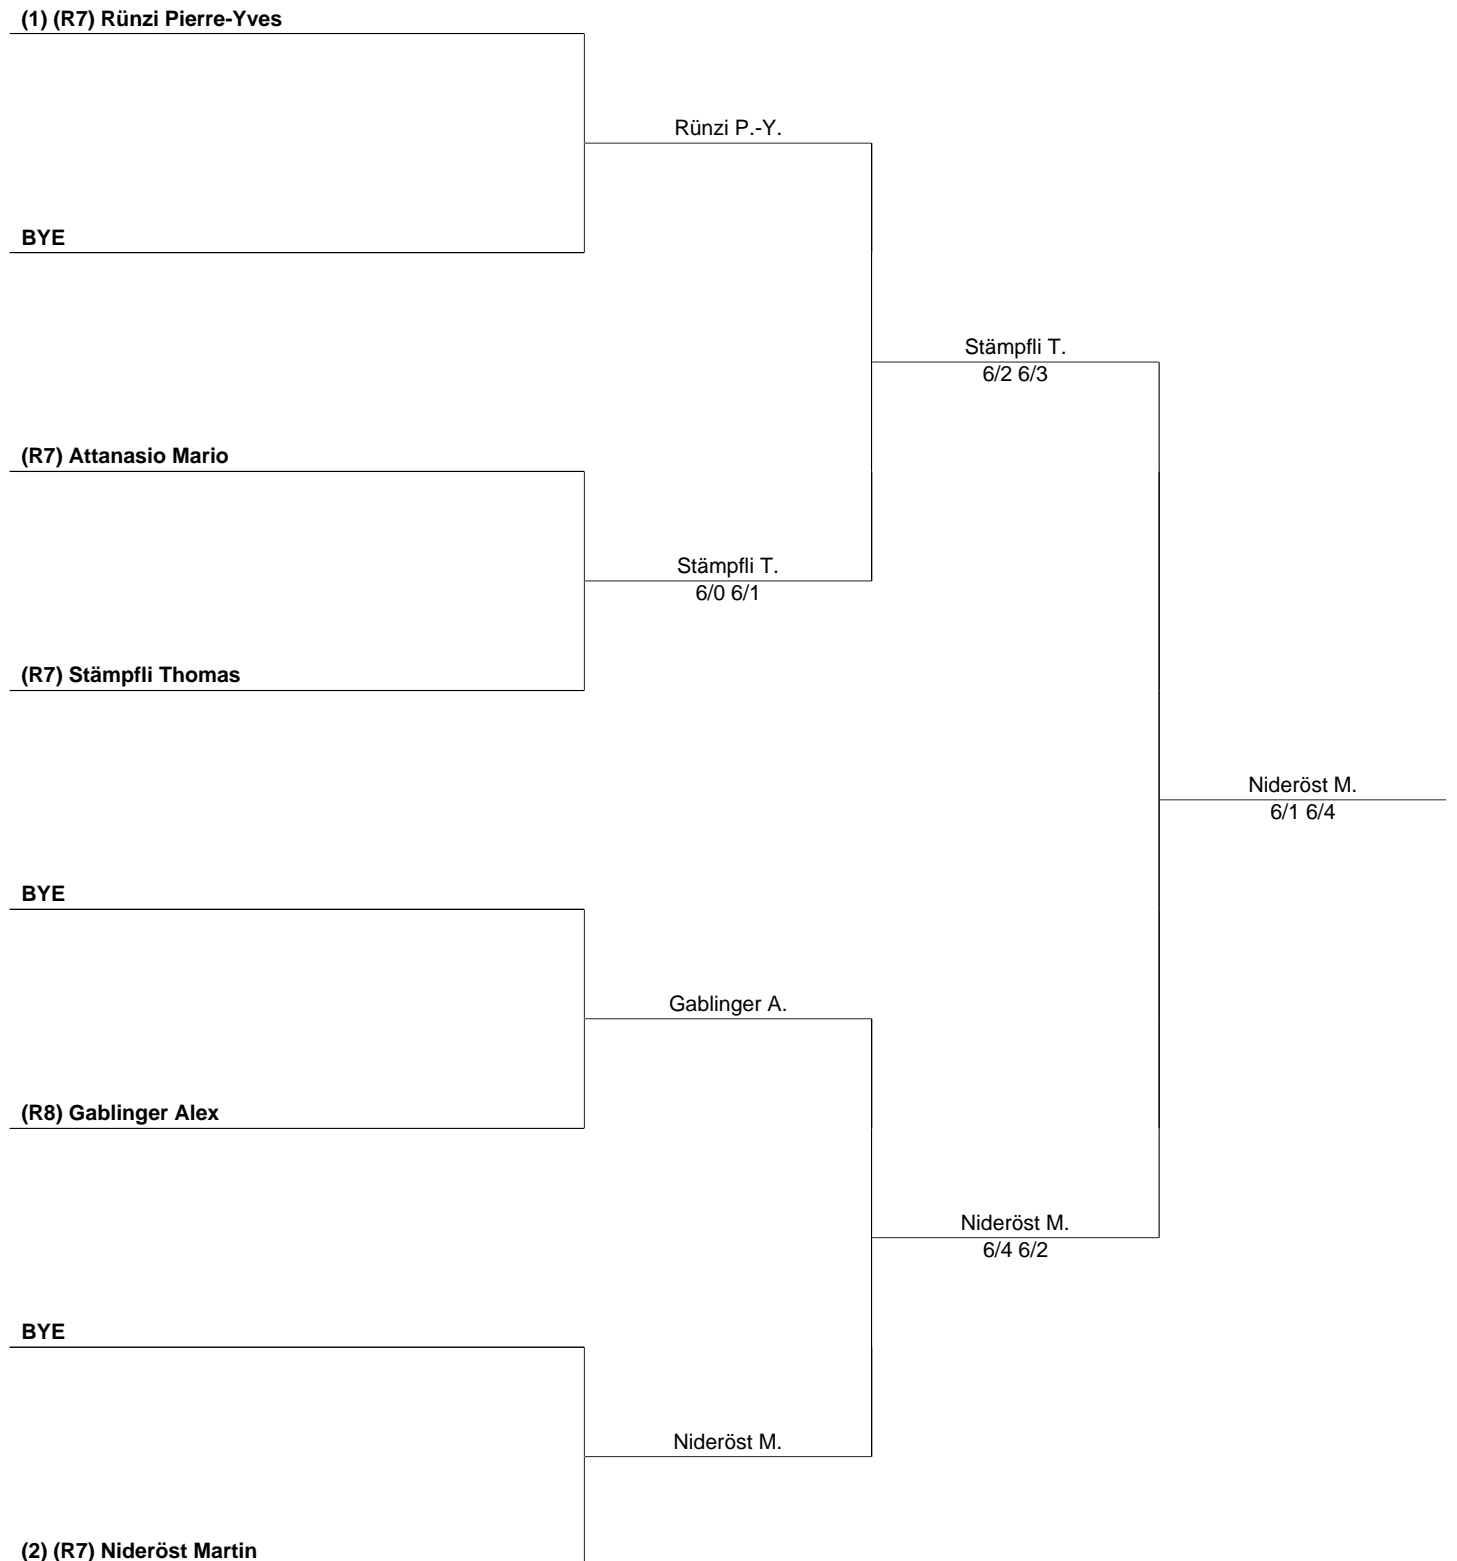 (1) (R7) Rünzi Pierre-Yves
Rünzi P.-Y.
BYE
Stämpfli T.
6/2 6/3
(R7) Attanasio Mario
Stämpfli T.
6/0 6/1
(R7) Stämpfli Thomas
Nideröst M.
6/1 6/4
BYE
Gablinger A.
(R8) Gablinger Alex
Nideröst M.
6/4 6/2
BYE
Nideröst M.
(2) (R7) Nideröst Martin